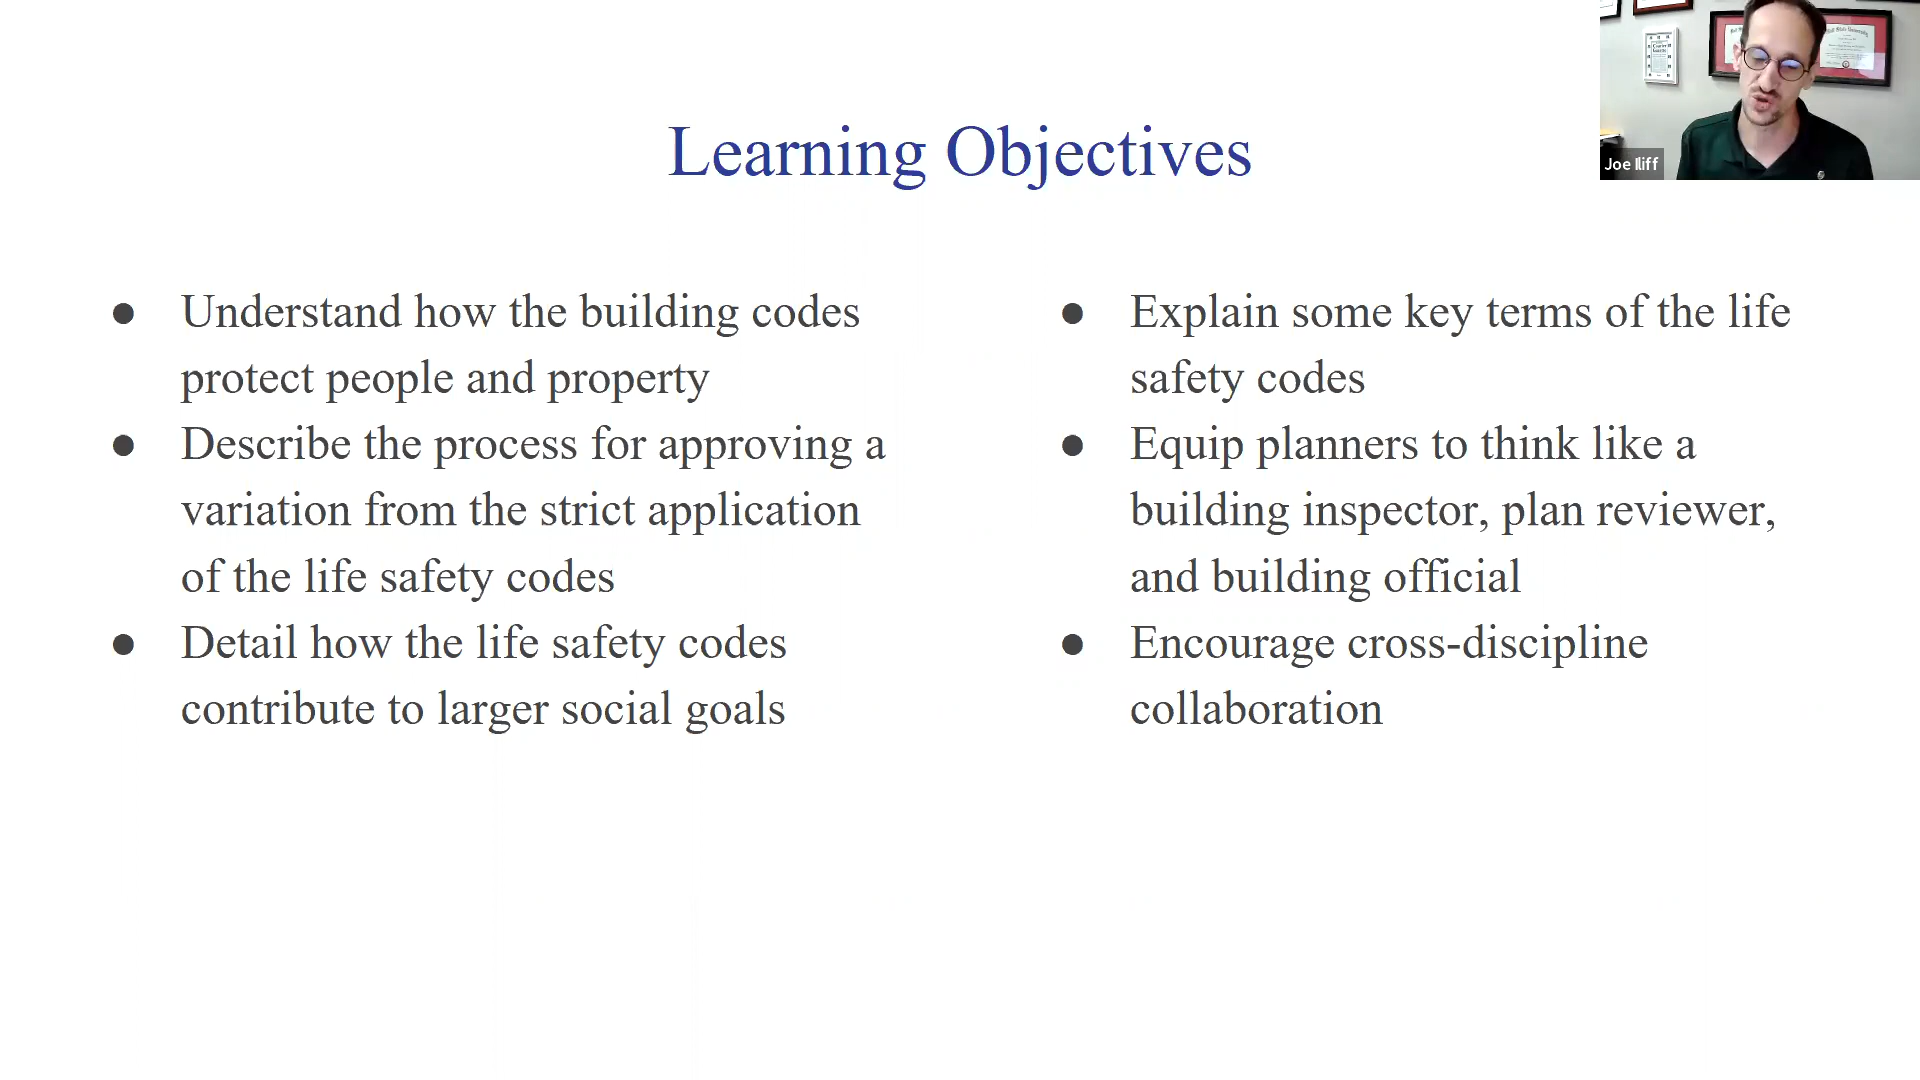 Learning Objectives
● Understand how the building codes
protect people and property
● Describe the process for approving a
variation from the strict application
of the life safety codes
● Detail how the life safety codes
contribute to larger social goals
● Explain some key terms of the life
safety codes
● Equip planners to think like a
building inspector, plan reviewer,
and building official
● Encourage cross-discipline
collaboration
Joe Iliff